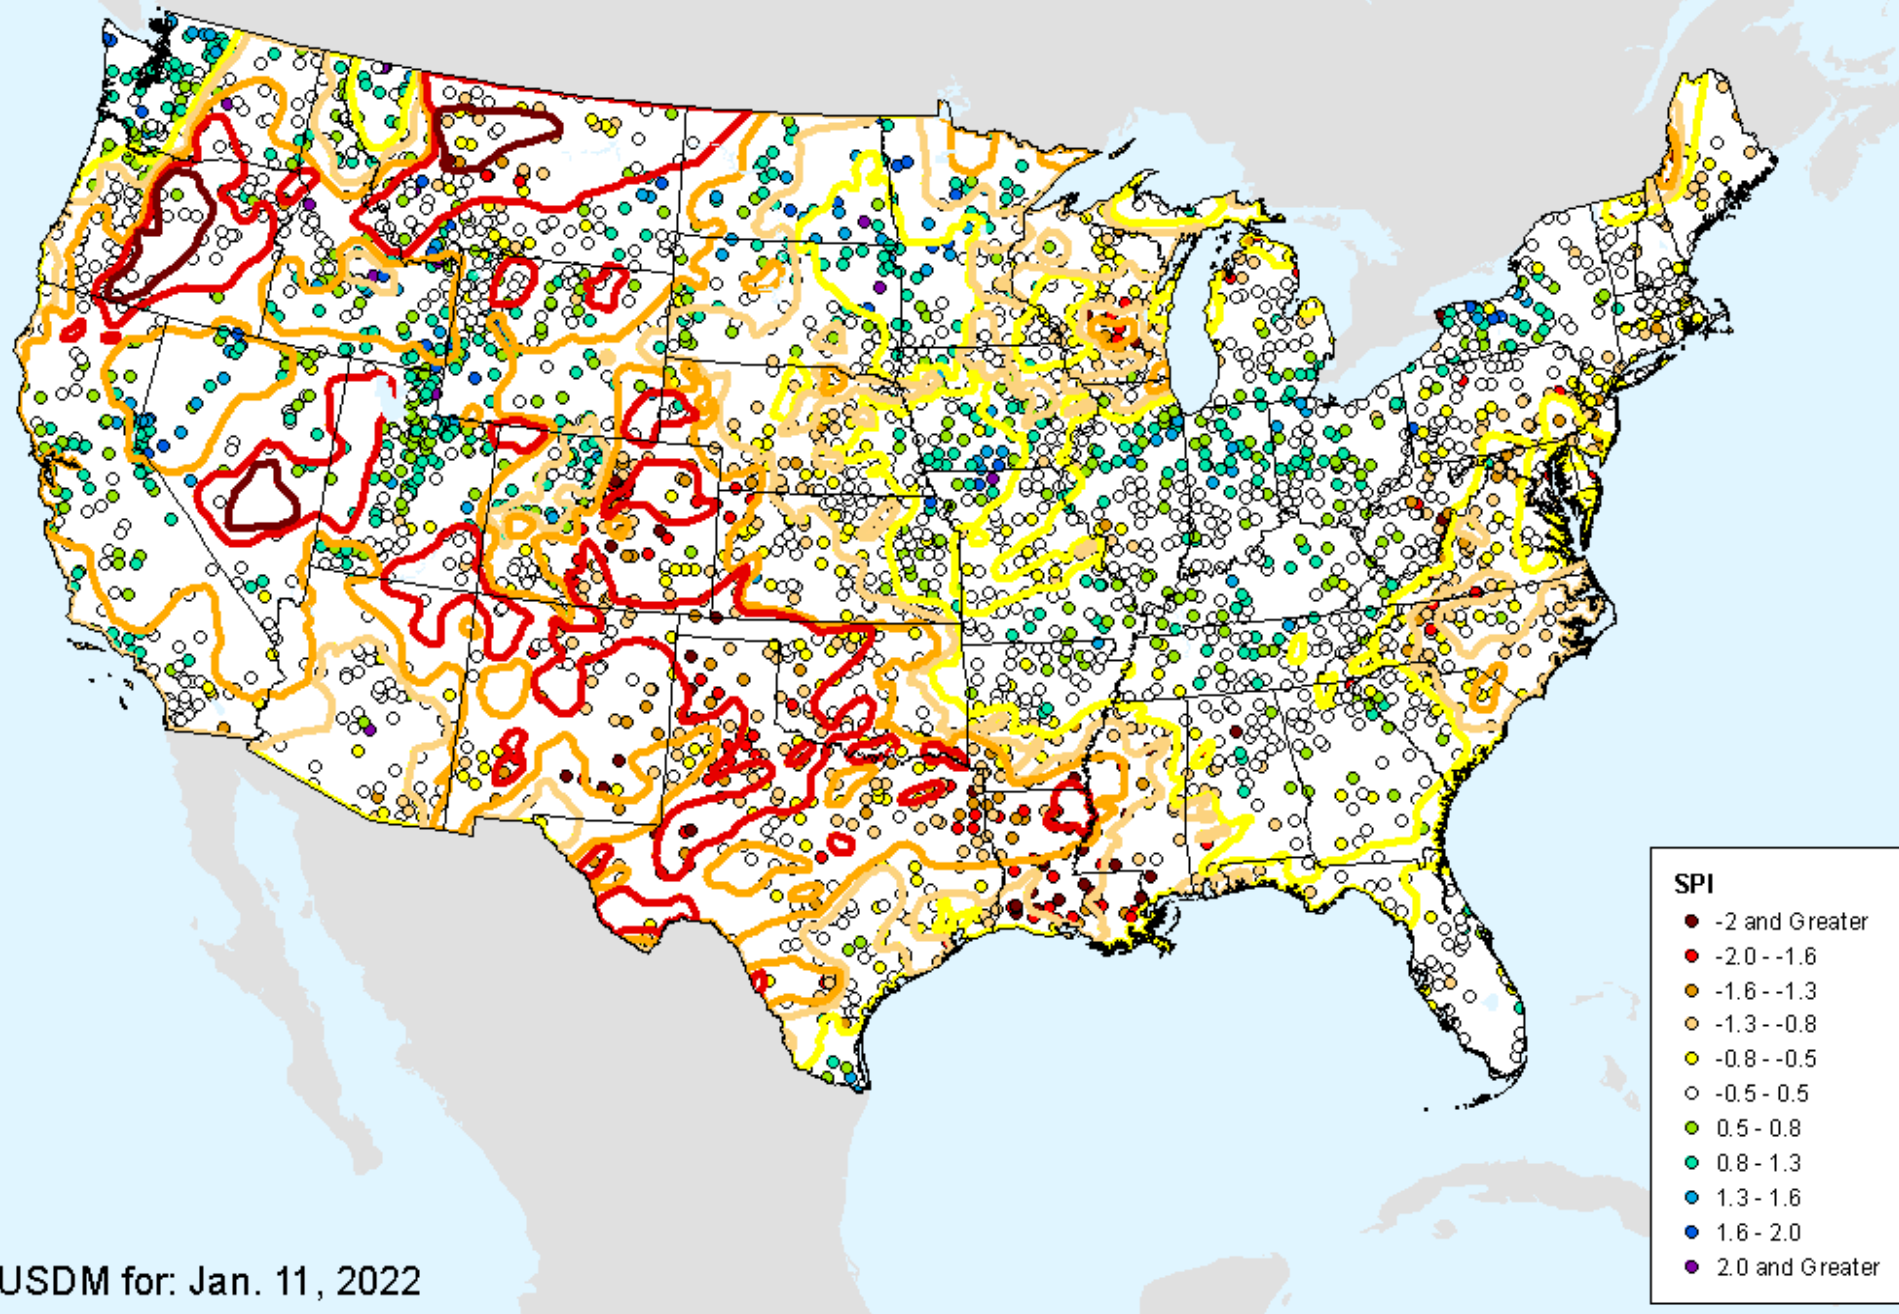 SPI
-2 and Greater
-2.0 - -1.6
-1.6 - -1.3
-1.3 - -0.8
-0.8 - -0.5
-0.5 - 0.5
0.5 - 0.8
0.8 - 1.3
1.3 - 1.6
1.6 - 2.0
2.0 and Greater
USDM for: Jan. 11, 2022